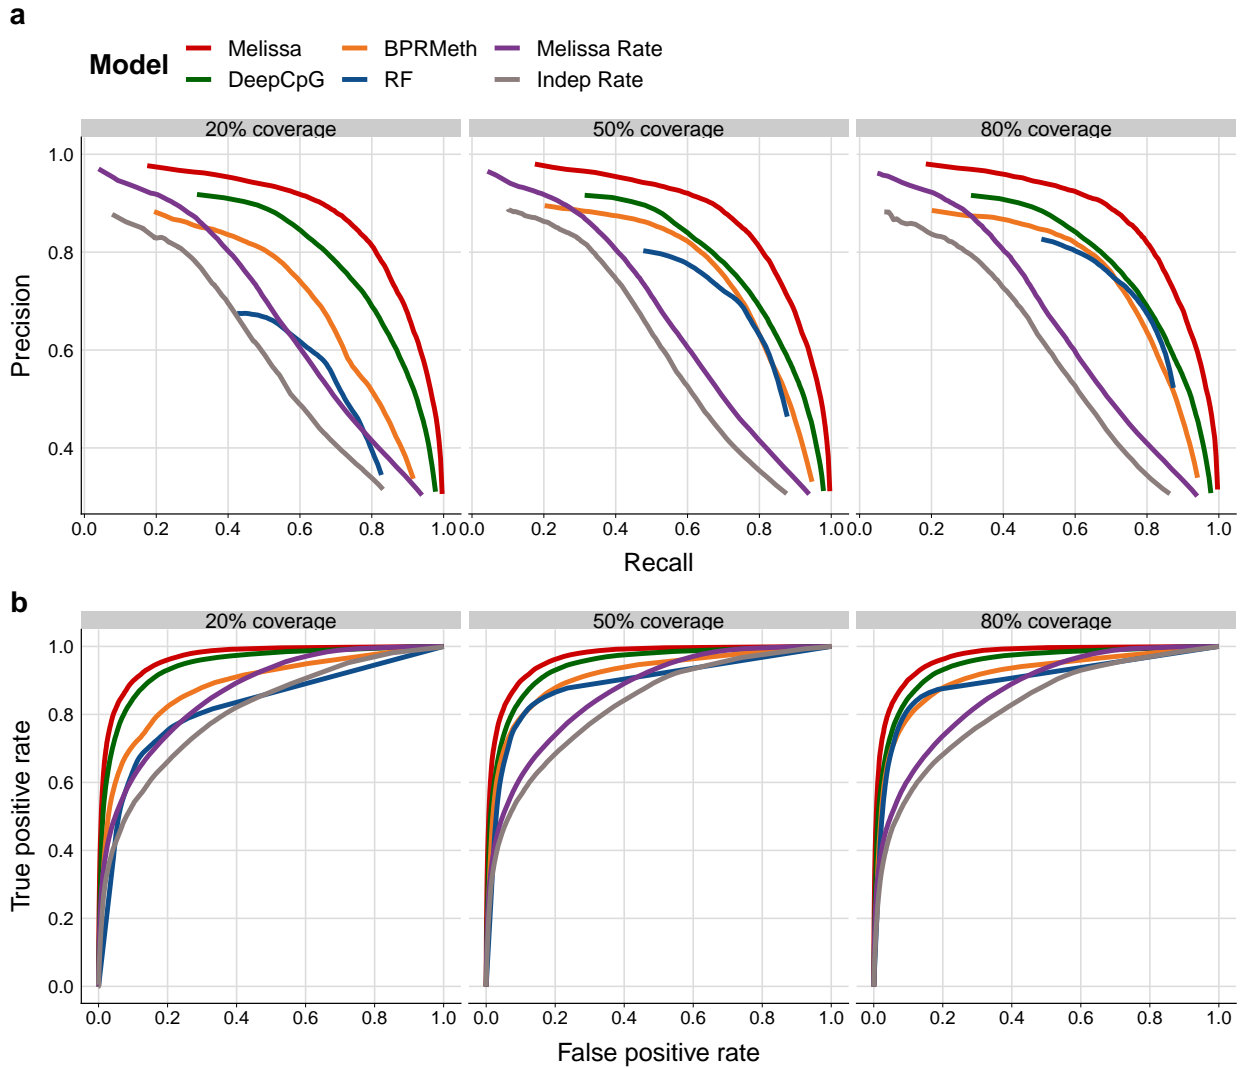 a
Model Melissa BPRMeth Melissa Rate
DeepCpG RF Indep Rate
20% coverage 50% coverage 80% coverage
1.0
0.8
0.6
0.4
Precision
0.0 0.2 0.4 0.6 0.8 1.0 0.0 0.2 0.4 0.6 0.8 1.0 0.0 0.2 0.4 0.6 0.8 1.0
Recall
b
20% coverage 50% coverage 80% coverage
1.0
0.8
0.6
0.4
0.2
0.0
True positive rate
0.0 0.2 0.4 0.6 0.8 1.0 0.0 0.2 0.4 0.6 0.8 1.0 0.0 0.2 0.4 0.6 0.8 1.0
False positive rate